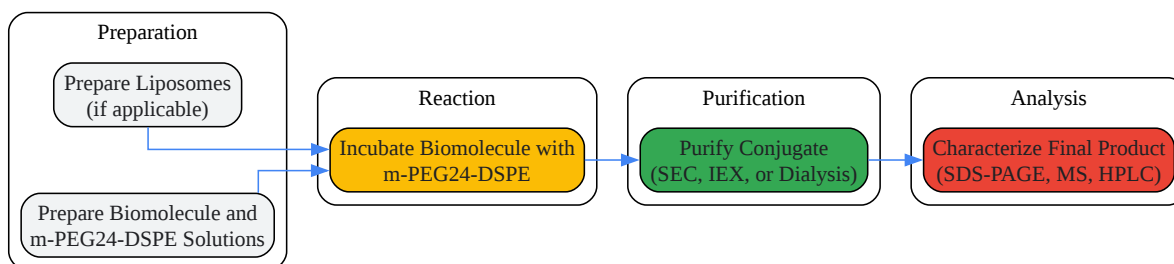 Preparation
Prepare Liposomes
(if applicable)
Prepare Biomolecule and
m-PEG24-DSPE Solutions
Reaction
Incubate Biomolecule with
m-PEG24-DSPE
Purification
Purify Conjugate
(SEC, IEX, or Dialysis)
Analysis
Characterize Final Product
(SDS-PAGE, MS, HPLC)